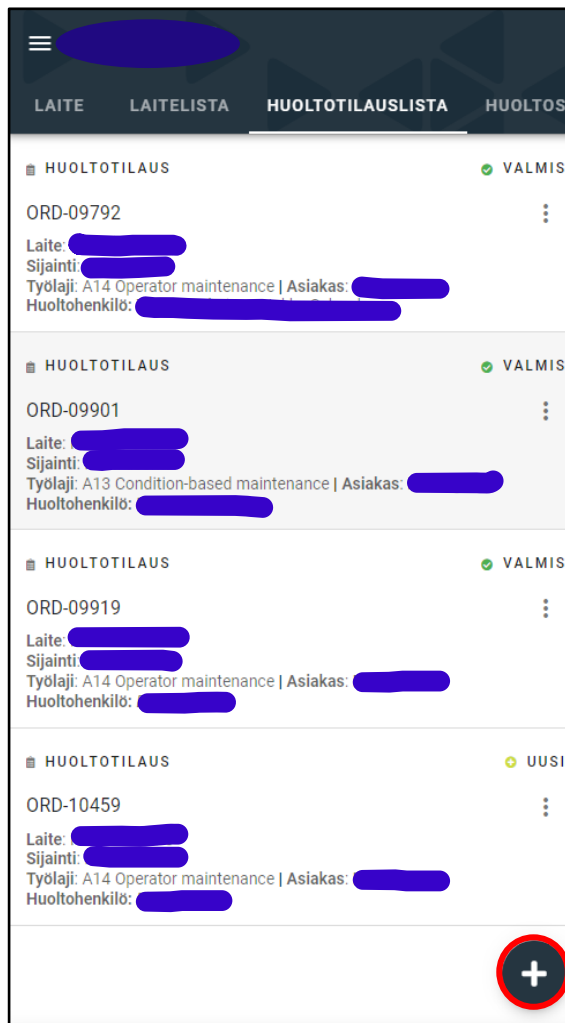 LAITE LAITELISTA HUOLTOTILAUSLISTA HUOLTOS
HUOLTOTILAUS VALMIS
ORD-09792
Laite:
Sijainti:
Työlaji: A14 Operator maintenance | Asiakas:
Huoltohenkilö:
HUOLTOTILAUS VALMIS
ORD-09901
Laite:
Sijainti:
Työlaji: A13 Condition-based maintenance | Asiakas:
Huoltohenkilö:
HUOLTOTILAUS VALMIS
ORD-09919
Laite:
Sijainti:
Työlaji: A14 Operator maintenance | Asiakas:
Huoltohenkilö:
HUOLTOTILAUS UUSI
ORD-10459
Laite:
Sijainti:
Työlaji: A14 Operator maintenance | Asiakas:
Huoltohenkilö: